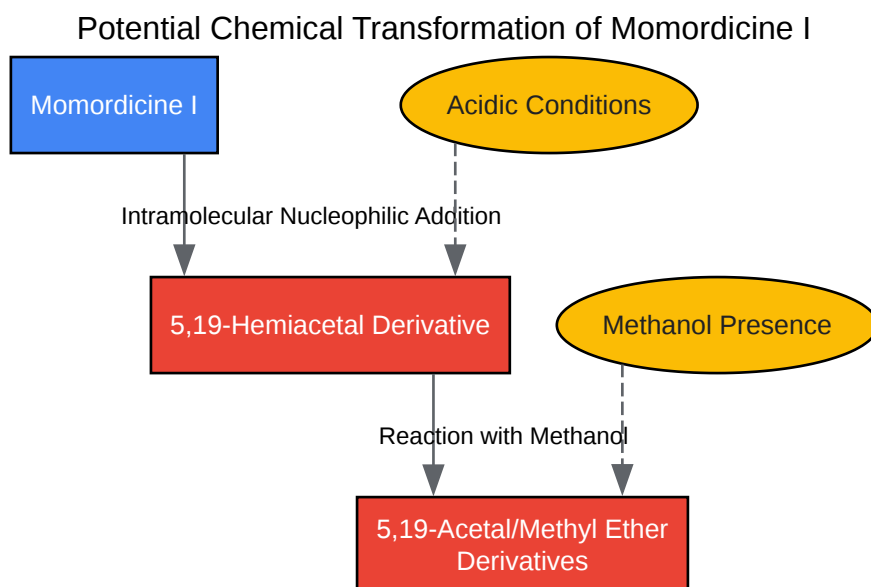 Potential Chemical Transformation of Momordicine I
Momordicine I
Acidic Conditions
Intramolecular Nucleophilic Addition
5,19-Hemiacetal Derivative
Methanol Presence
Reaction with Methanol
5,19-Acetal/Methyl Ether
Derivatives